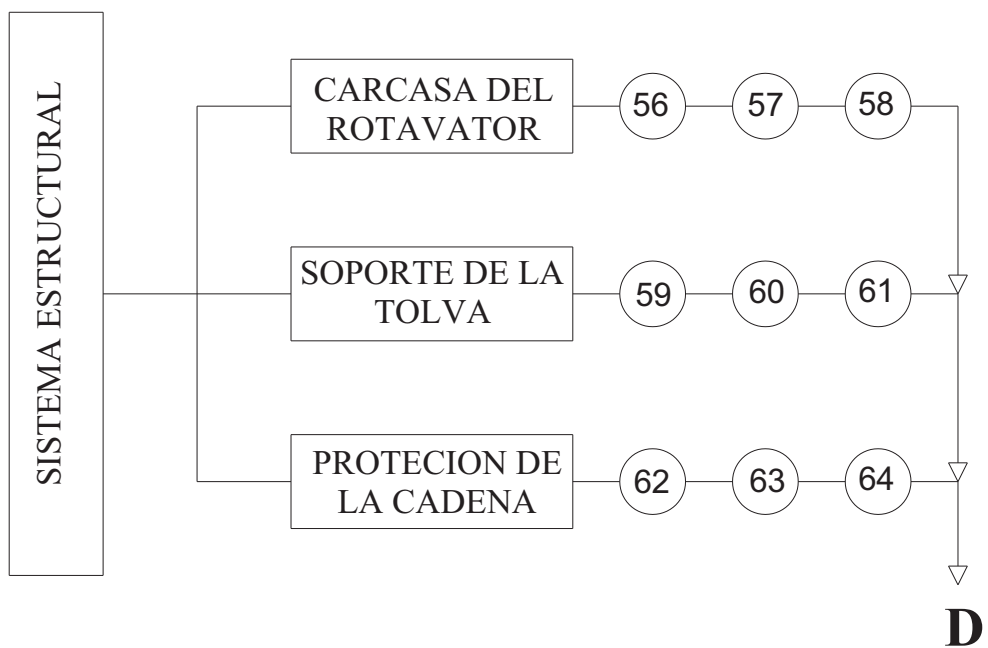 SISTEMA ESTRUCTURAL
CARCASA DEL
ROTAVATOR
56 57 58
SOPORTE DE LA
TOLVA
59 60 61
PROTECION DE
LA CADENA
62 63 64
D